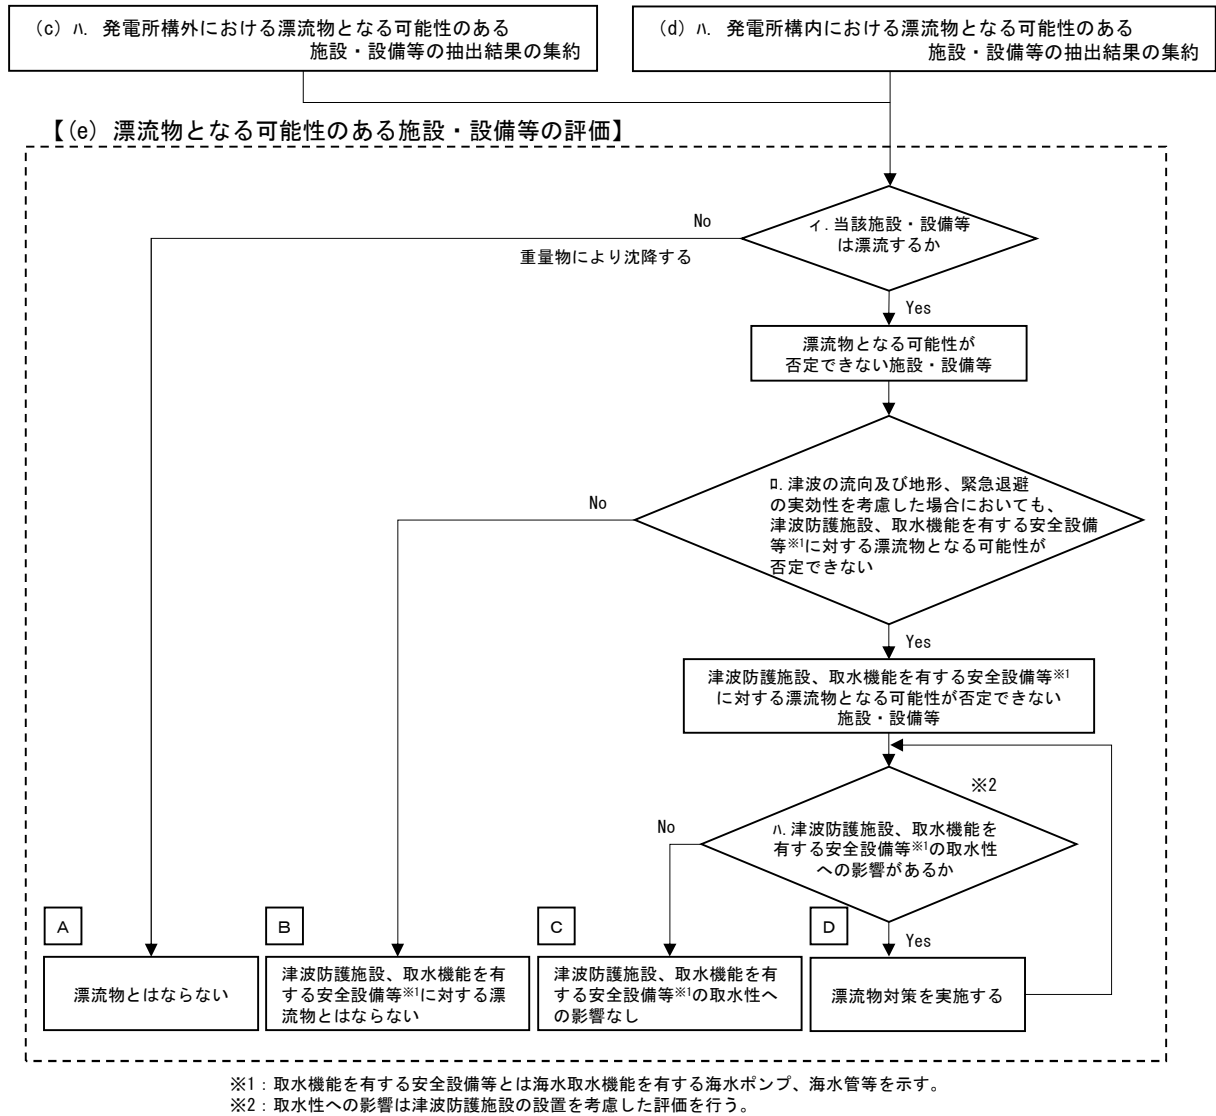 (c) ﾊ. 発電所構外における漂流物となる可能性のある
施設・設備等の抽出結果の集約
(d) ﾊ. 発電所構内における漂流物となる可能性のある
施設・設備等の抽出結果の集約
【(e) 漂流物となる可能性のある施設・設備等の評価】
ｲ. 当該施設・設備等
は漂流するか
No
重量物により沈降する
Yes
漂流物となる可能性が
否定できない施設・設備等
ﾛ. 津波の流向及び地形、緊急退避
の実効性を考慮した場合においても、
津波防護施設、取水機能を有する安全設備
等※1に対する漂流物となる可能性が
否定できない
No
Yes
津波防護施設、取水機能を有する安全設備等※1
に対する漂流物となる可能性が否定できない
施設・設備等
※2
ﾊ. 津波防護施設、取水機能を
有する安全設備等※1の取水性
への影響があるか
No
Yes
A
漂流物とはならない
B
津波防護施設、取水機能を有
する安全設備等※1に対する漂
流物とはならない
C
津波防護施設、取水機能を有
する安全設備等※1の取水性へ
の影響なし
D
漂流物対策を実施する
※1：取水機能を有する安全設備等とは海水取水機能を有する海水ポンプ、海水管等を示す。
※2：取水性への影響は津波防護施設の設置を考慮した評価を行う。